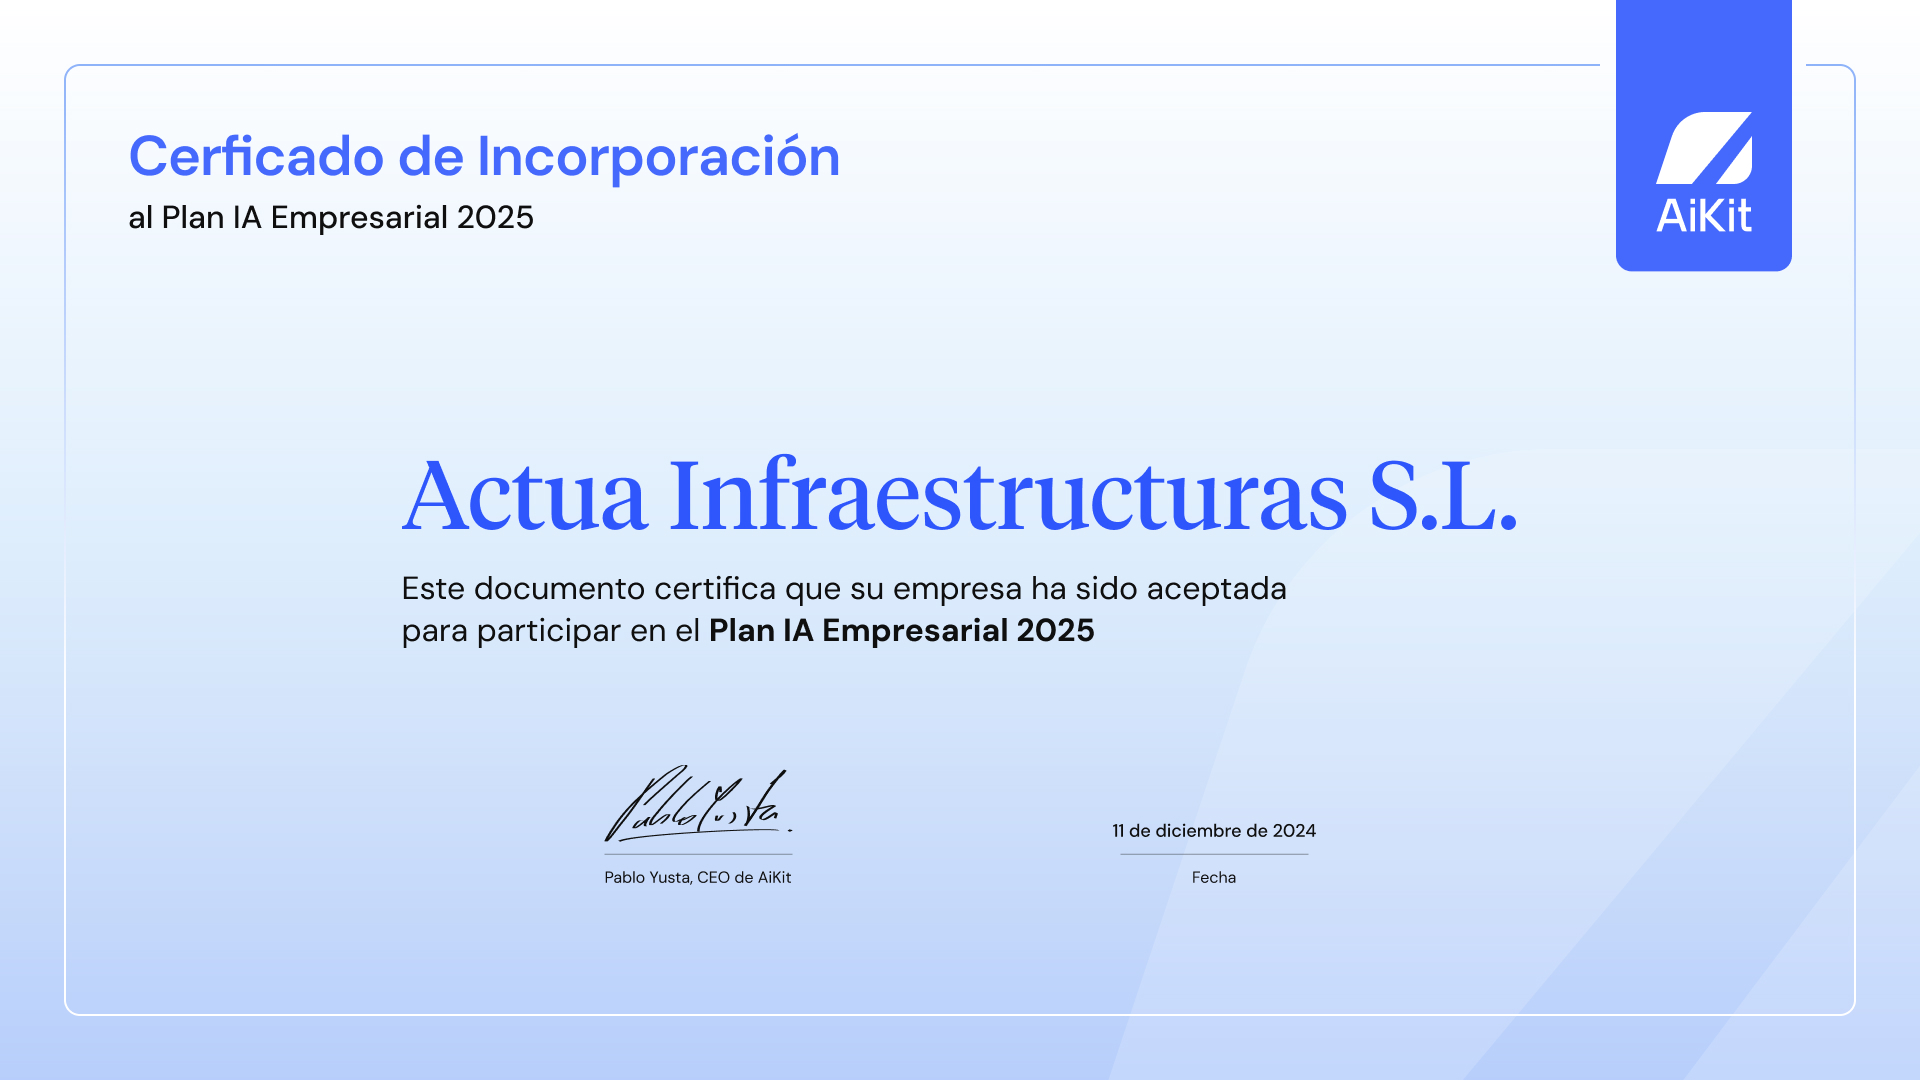 Cerficado de Incorporación
al Plan IA Empresarial 2025
AiKit
Actua Infraestructuras S.L.
Este documento certifica que su empresa ha sido aceptada
para participar en el Plan IA Empresarial 2025
Pablo Yusta.
11 de diciembre de 2024
Pablo Yusta, CEO de AiKit
Fecha